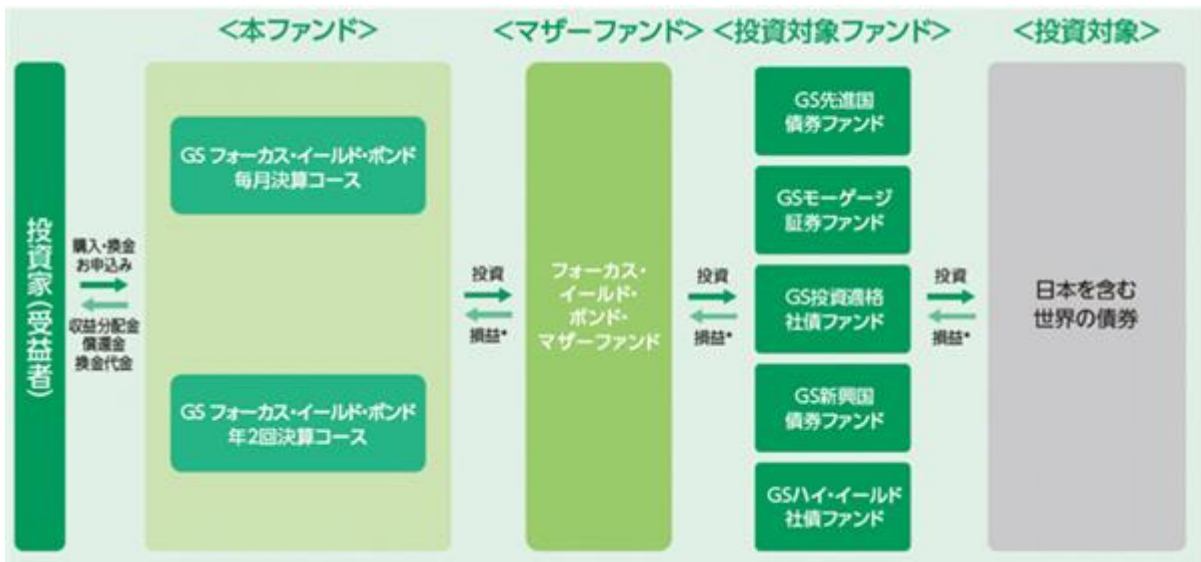 <本ファンド>
<マザーファンド>
<投資対象ファンド>
<投資対象>
投資家(受益者)
購入・換金
お申込み
収益分配金
償還金
換金代金
GS フォーカス・イールド・ボンド
毎月決算コース
GS フォーカス・イールド・ボンド
年2回決算コース
投資
損益*
フォーカス・
イールド・
ボンド・
マザーファンド
投資
損益*
GS先進国
債券ファンド
GSモーゲージ
証券ファンド
GS投資適格
社債ファンド
GS新興国
債券ファンド
GSハイ・イールド
社債ファンド
投資
損益*
日本を含む
世界の債券